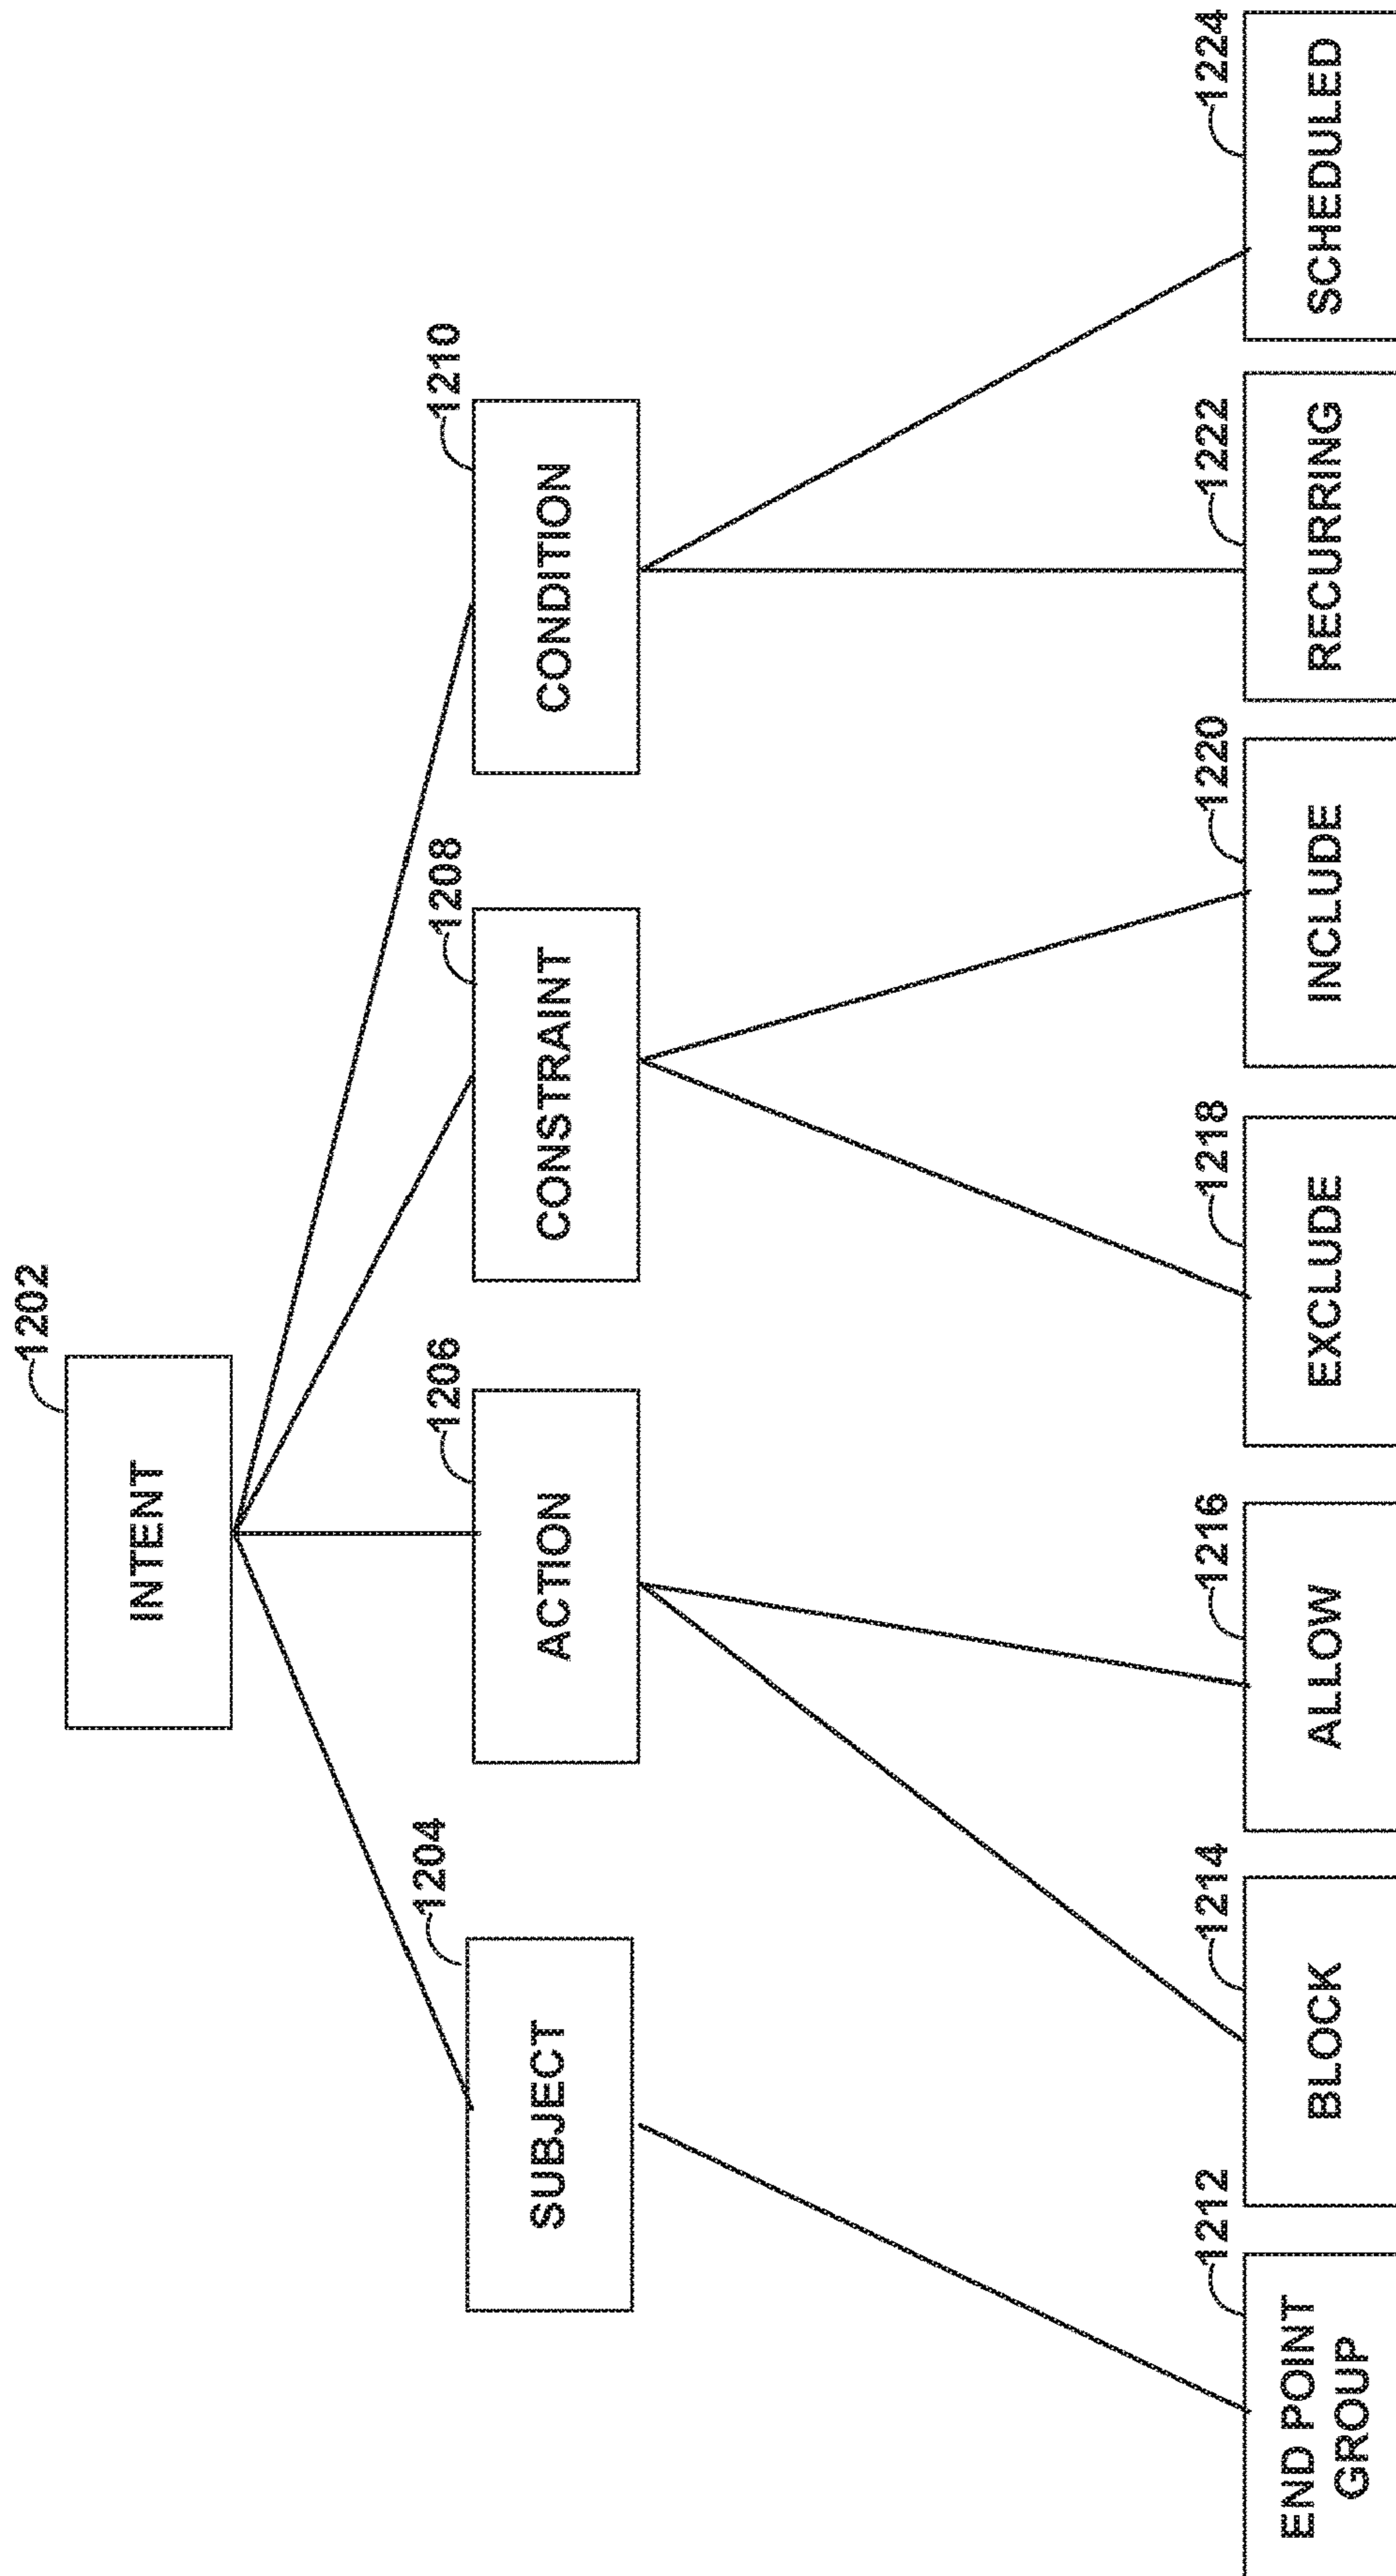 1202
INTENT
1204
SUBJECT
1206
ACTION
1208
CONSTRAINT
1210
CONDITION
1212
END POINT
GROUP
1214
BLOCK
1216
ALLOW
1218
EXCLUDE
1220
INCLUDE
1222
RECURRING
1224
SCHEDULED